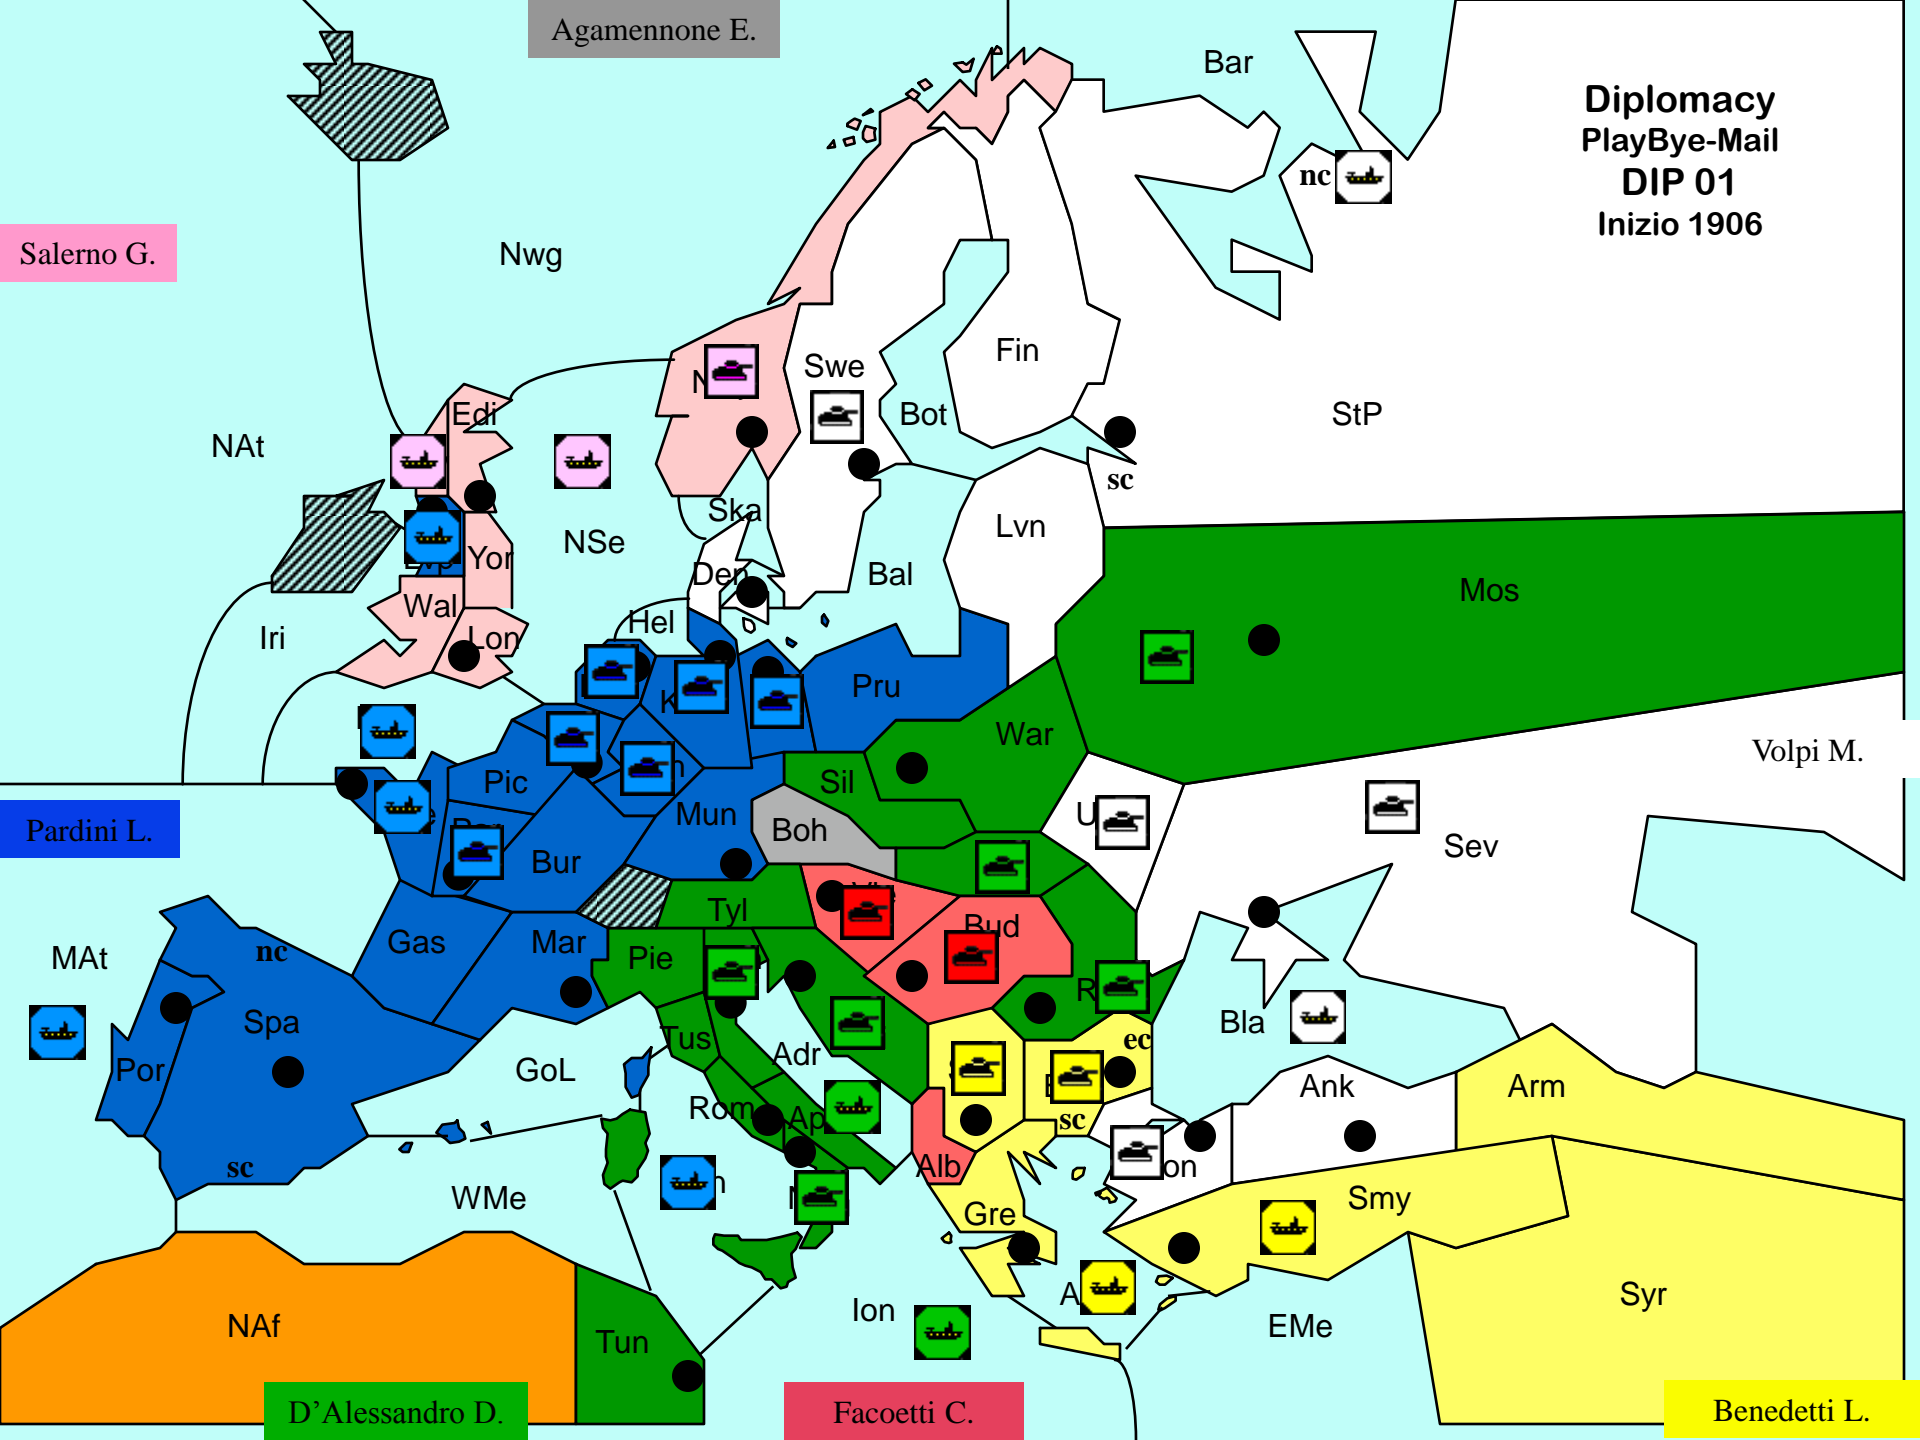 Agamennone E.
Bar
Diplomacy
PlayBye-Mail
DIP 01
Inizio 1906
nc
Salerno G.
Nwg
Swe
Fin
Edi
Bot
StP
NAt
sc
Ska
Lvn
NSe
Yor
Den
Bal
Mos
Wal
Hel
Iri
Lon
Pru
War
Volpi M.
Pic
Sil
Mun
Pardini L.
Boh
Bur
Sev
Tyl
Bud
Gas
Mar
nc
MAt
Pie
Spa
Bla
Tus
ec
Adr
Por
GoL
Ank
Arm
Rom
sc
Alb
sc
WMe
Smy
Gre
Ion
Syr
NAf
EMe
Tun
D’Alessandro D.
Facoetti C.
Benedetti L.